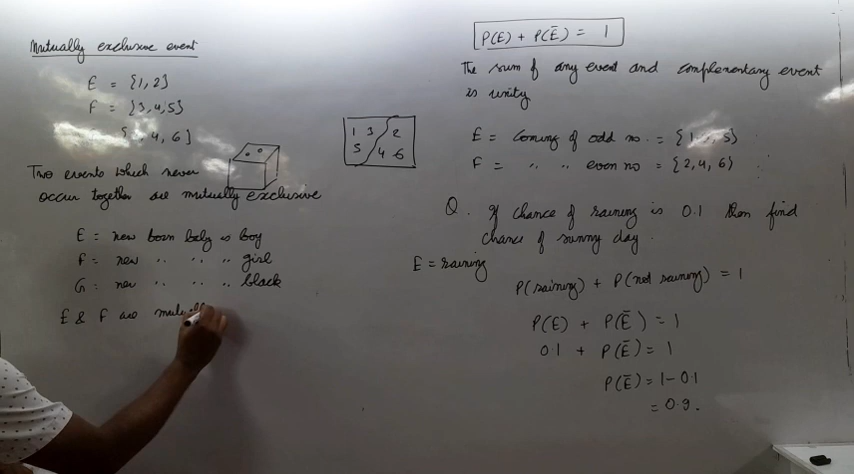 Mutually exclusive event
E = {1, 2}
F = {3, 4, 5}
{ , 4, 6}
Two events which never
occur together are mutually exclusive
E = new born baby is boy
F = new " " " girl
G = new " " " black
E & F are mutuall
P(E) + P(Ē) = 1
The sum of any event and complementary event
is unity
1 3 2
5 4 6
E = Coming of odd no. = {1 , 5}
F = " " even no = {2, 4, 6}
Q. If chance of raining is 0.1 then find
chance of sunny day.
E = raining
P(raining) + P(not raining) = 1
P(E) + P(Ē) = 1
0.1 + P(Ē) = 1
P(Ē) = 1 - 0.1
= 0.9.